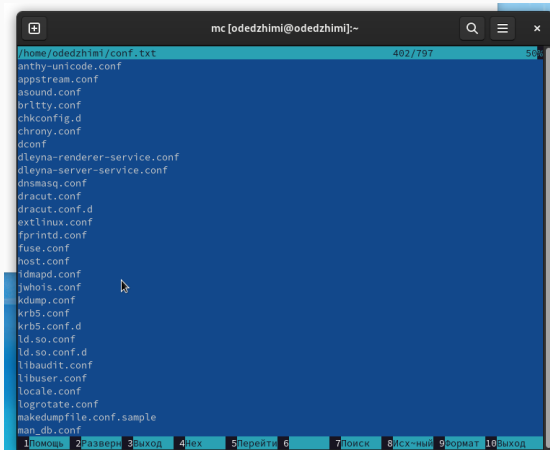 mc [odedzhimi@odedzhimi]:~
/home/odedzhimi/conf.txt 402/797 50%
anthy-unicode.conf
appstream.conf
asound.conf
brltty.conf
chkconfig.d
chrony.conf
dconf
dleyna-renderer-service.conf
dleyna-server-service.conf
dnsmasq.conf
dracut.conf
dracut.conf.d
extlinux.conf
fprintd.conf
fuse.conf
host.conf
idmapd.conf
jwhois.conf
kdump.conf
krb5.conf
krb5.conf.d
ld.so.conf
ld.so.conf.d
libaudit.conf
libuser.conf
locale.conf
logrotate.conf
makedumpfile.conf.sample
man_db.conf
1Помощь 2Разверн 3Выход 4Hex 5Перейти 6 7Поиск 8Исх~ный 9Формат 10Выход